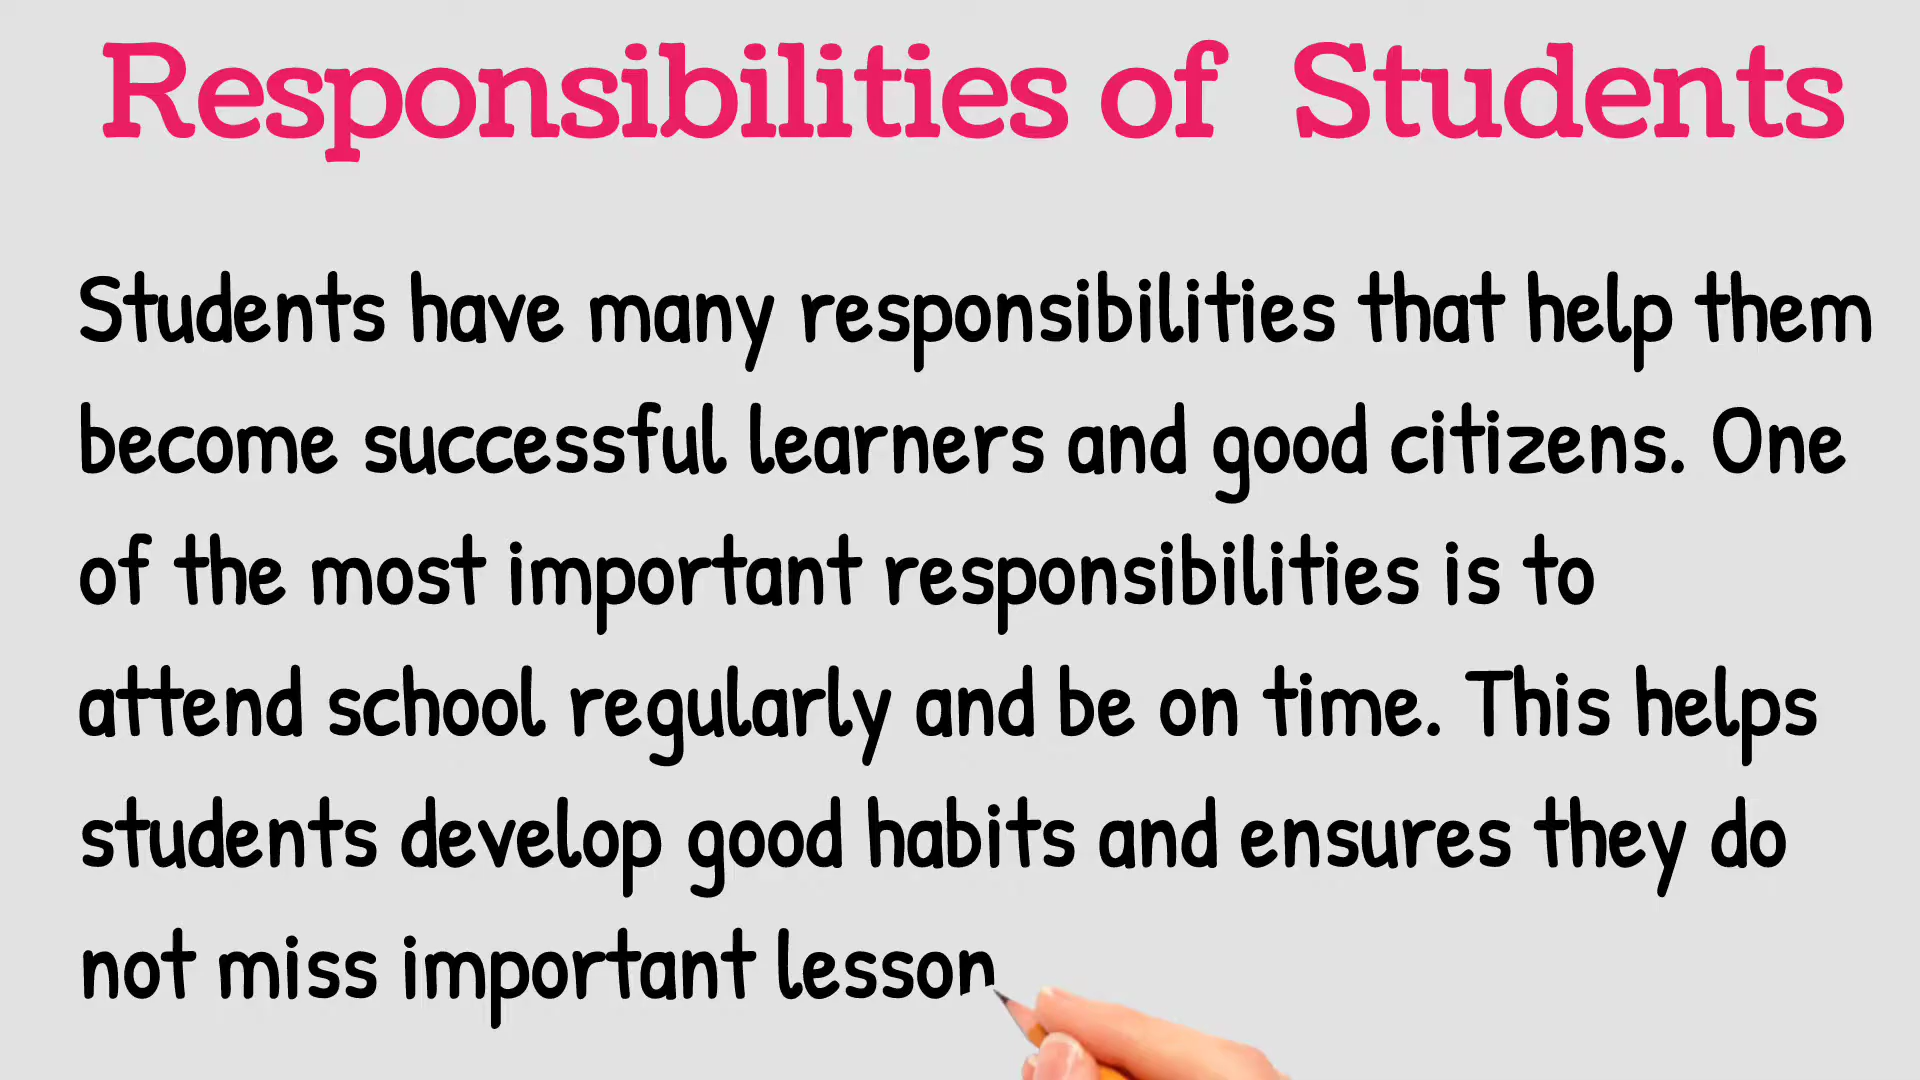 Responsibilities of Students
Students have many responsibilities that help them
become successful learners and good citizens. One
of the most important responsibilities is to
attend school regularly and be on time. This helps
students develop good habits and ensures they do
not miss important lesson